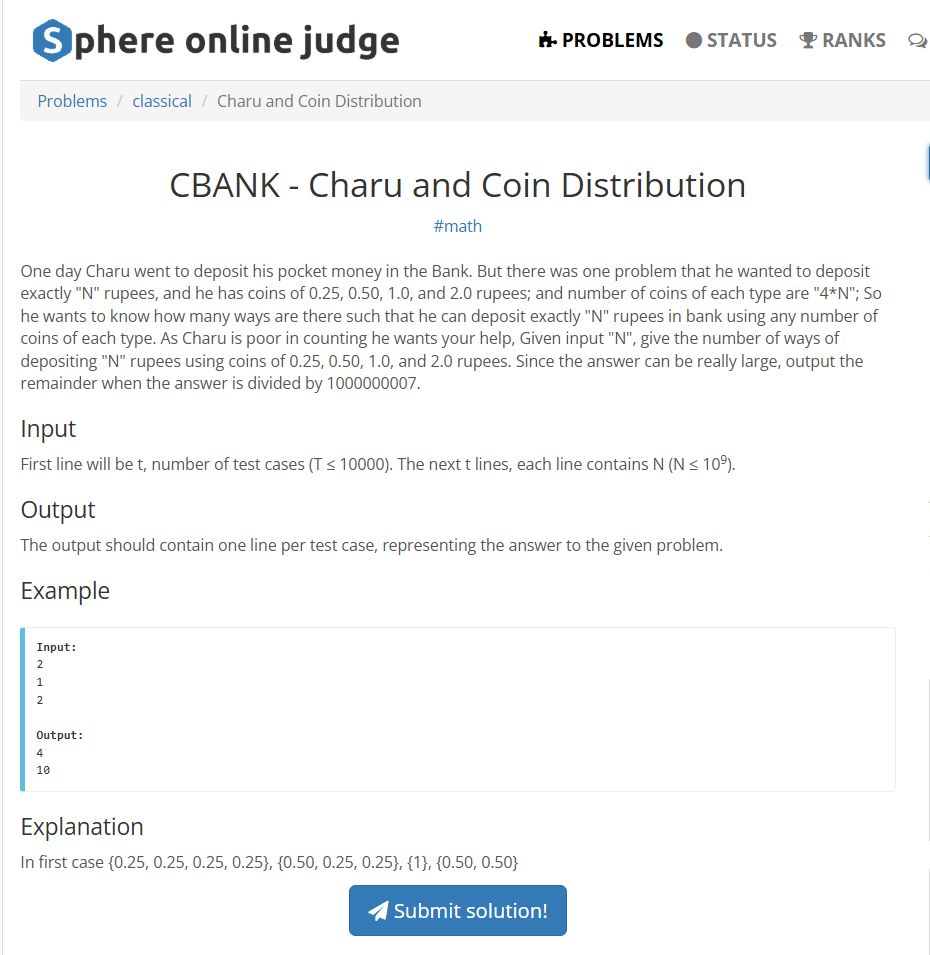 Sphere online judge
PROBLEMS STATUS RANKS
Problems / classical / Charu and Coin Distribution
CBANK - Charu and Coin Distribution
#math
One day Charu went to deposit his pocket money in the Bank. But there was one problem that he wanted to deposit
exactly "N" rupees, and he has coins of 0.25, 0.50, 1.0, and 2.0 rupees; and number of coins of each type are "4*N"; So
he wants to know how many ways are there such that he can deposit exactly "N" rupees in bank using any number of
coins of each type. As Charu is poor in counting he wants your help, Given input "N", give the number of ways of
depositing "N" rupees using coins of 0.25, 0.50, 1.0, and 2.0 rupees. Since the answer can be really large, output the
remainder when the answer is divided by 1000000007.
Input
First line will be t, number of test cases (T ≤ 10000). The next t lines, each line contains N (N ≤ 10⁹).
Output
The output should contain one line per test case, representing the answer to the given problem.
Example
Input:
2
1
2
Output:
4
10
Explanation
In first case {0.25, 0.25, 0.25, 0.25}, {0.50, 0.25, 0.25}, {1}, {0.50, 0.50}
Submit solution!